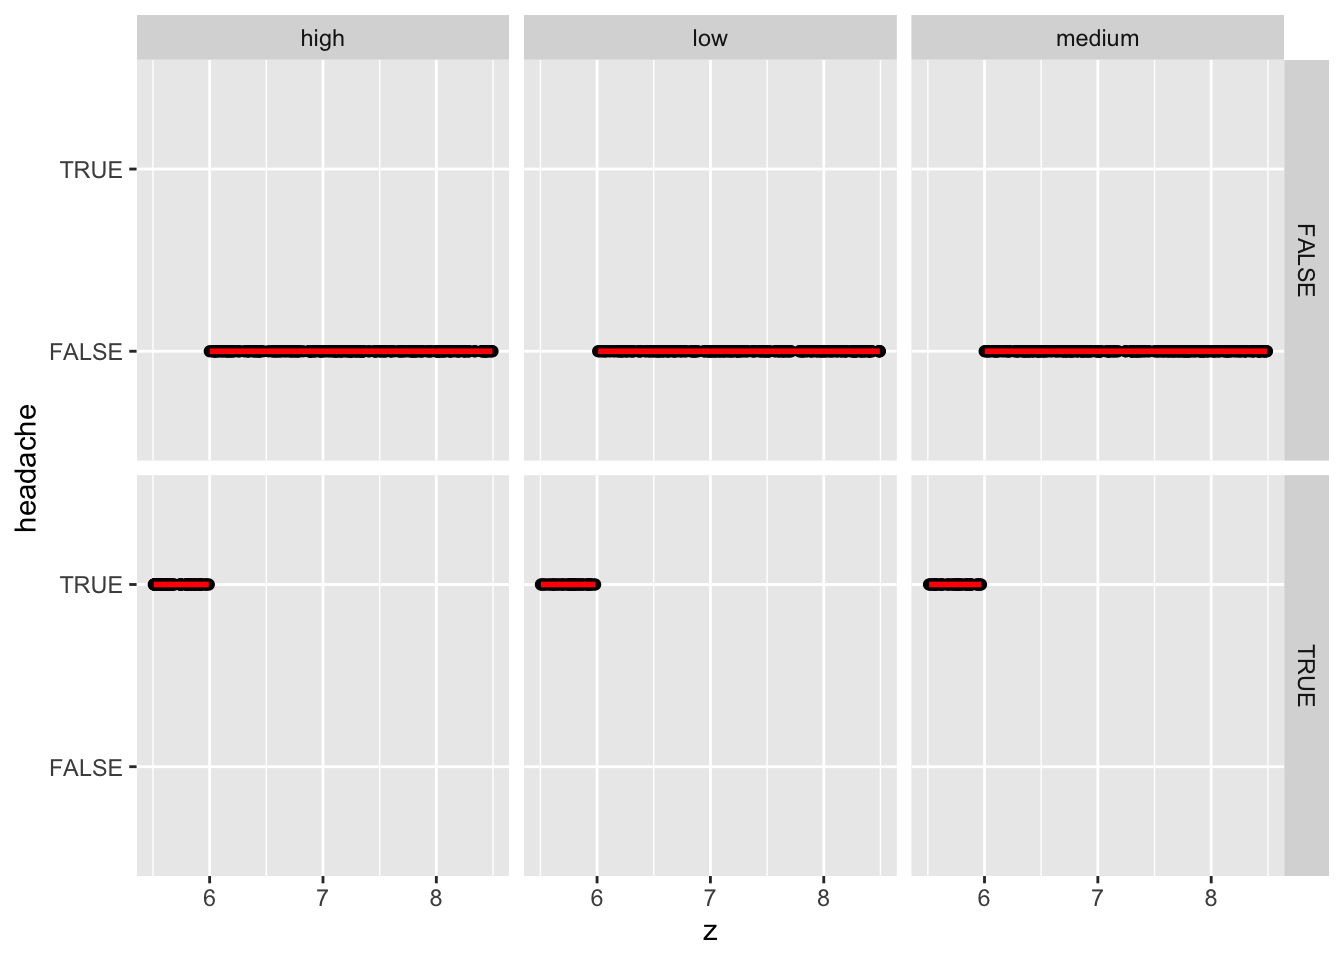 high low medium
TRUE
FALSE
FALSE
headache
TRUE
FALSE
TRUE
6 7 8 6 7 8 6 7 8
z